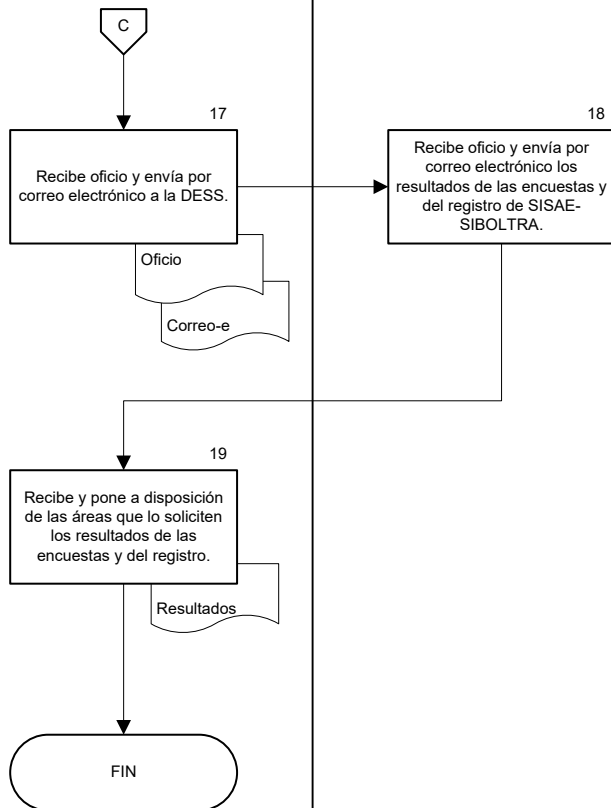 C
17
Recibe oficio y envía por
correo electrónico a la DESS.
Oficio
Correo-e
18
Recibe oficio y envía por
correo electrónico los
resultados de las encuestas y
del registro de SISAE-
SIBOLTRA.
19
Recibe y pone a disposición
de las áreas que lo soliciten
los resultados de las
encuestas y del registro.
Resultados
FIN